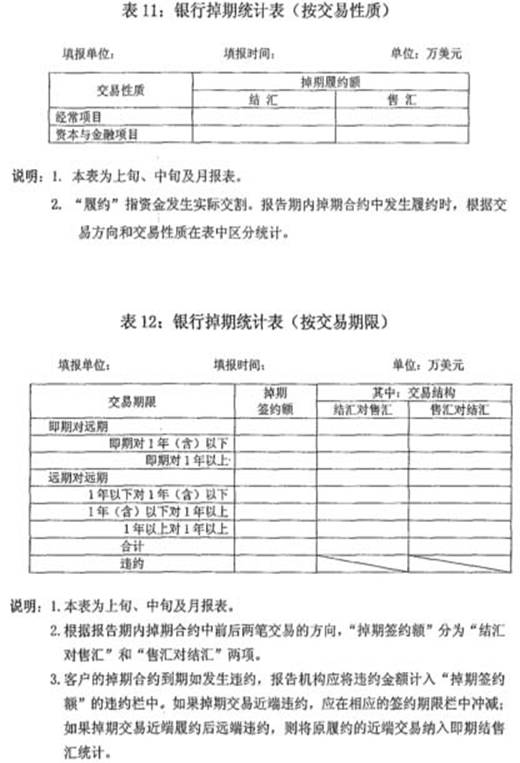 表 11：银行掉期统计表（按交易性质）
填报单位： 填报时间： 单位：万美元
交易性质 掉期履约额
结 汇 售 汇
经常项目
资本与金融项目
说明：1. 本表为上旬、中旬及月报表。
2. “履约”指资金发生实际交割。报告期内掉期合约中发生履约时，根据交
易方向和交易性质在表中区分统计。
表 12：银行掉期统计表（按交易期限）
填报单位： 填报时间： 单位：万美元
交易期限 掉期签约额 其中：交易结构
结汇对售汇 售汇对结汇
即期对远期
即期对 1 年（含）以下
即期对 1 年以上
远期对远期
1 年以下对 1 年（含）以下
1 年（含）以下对 1 年以上
1 年以上对 1 年以上
合计
违约
说明：1.本表为上旬、中旬及月报表。
2.根据报告期内掉期合约中前后两笔交易的方向，“掉期签约额”分为“结汇
对售汇”和“售汇对结汇”两项。
3.客户的掉期合约到期如发生违约，报告机构应将违约金额计入“掉期签约
额”的违约栏中。如果掉期交易近端违约，应在相应的签约期限栏中冲减；
如果掉期交易近端履约后远端违约，则将原履约的近端交易纳入即期结售
汇统计。